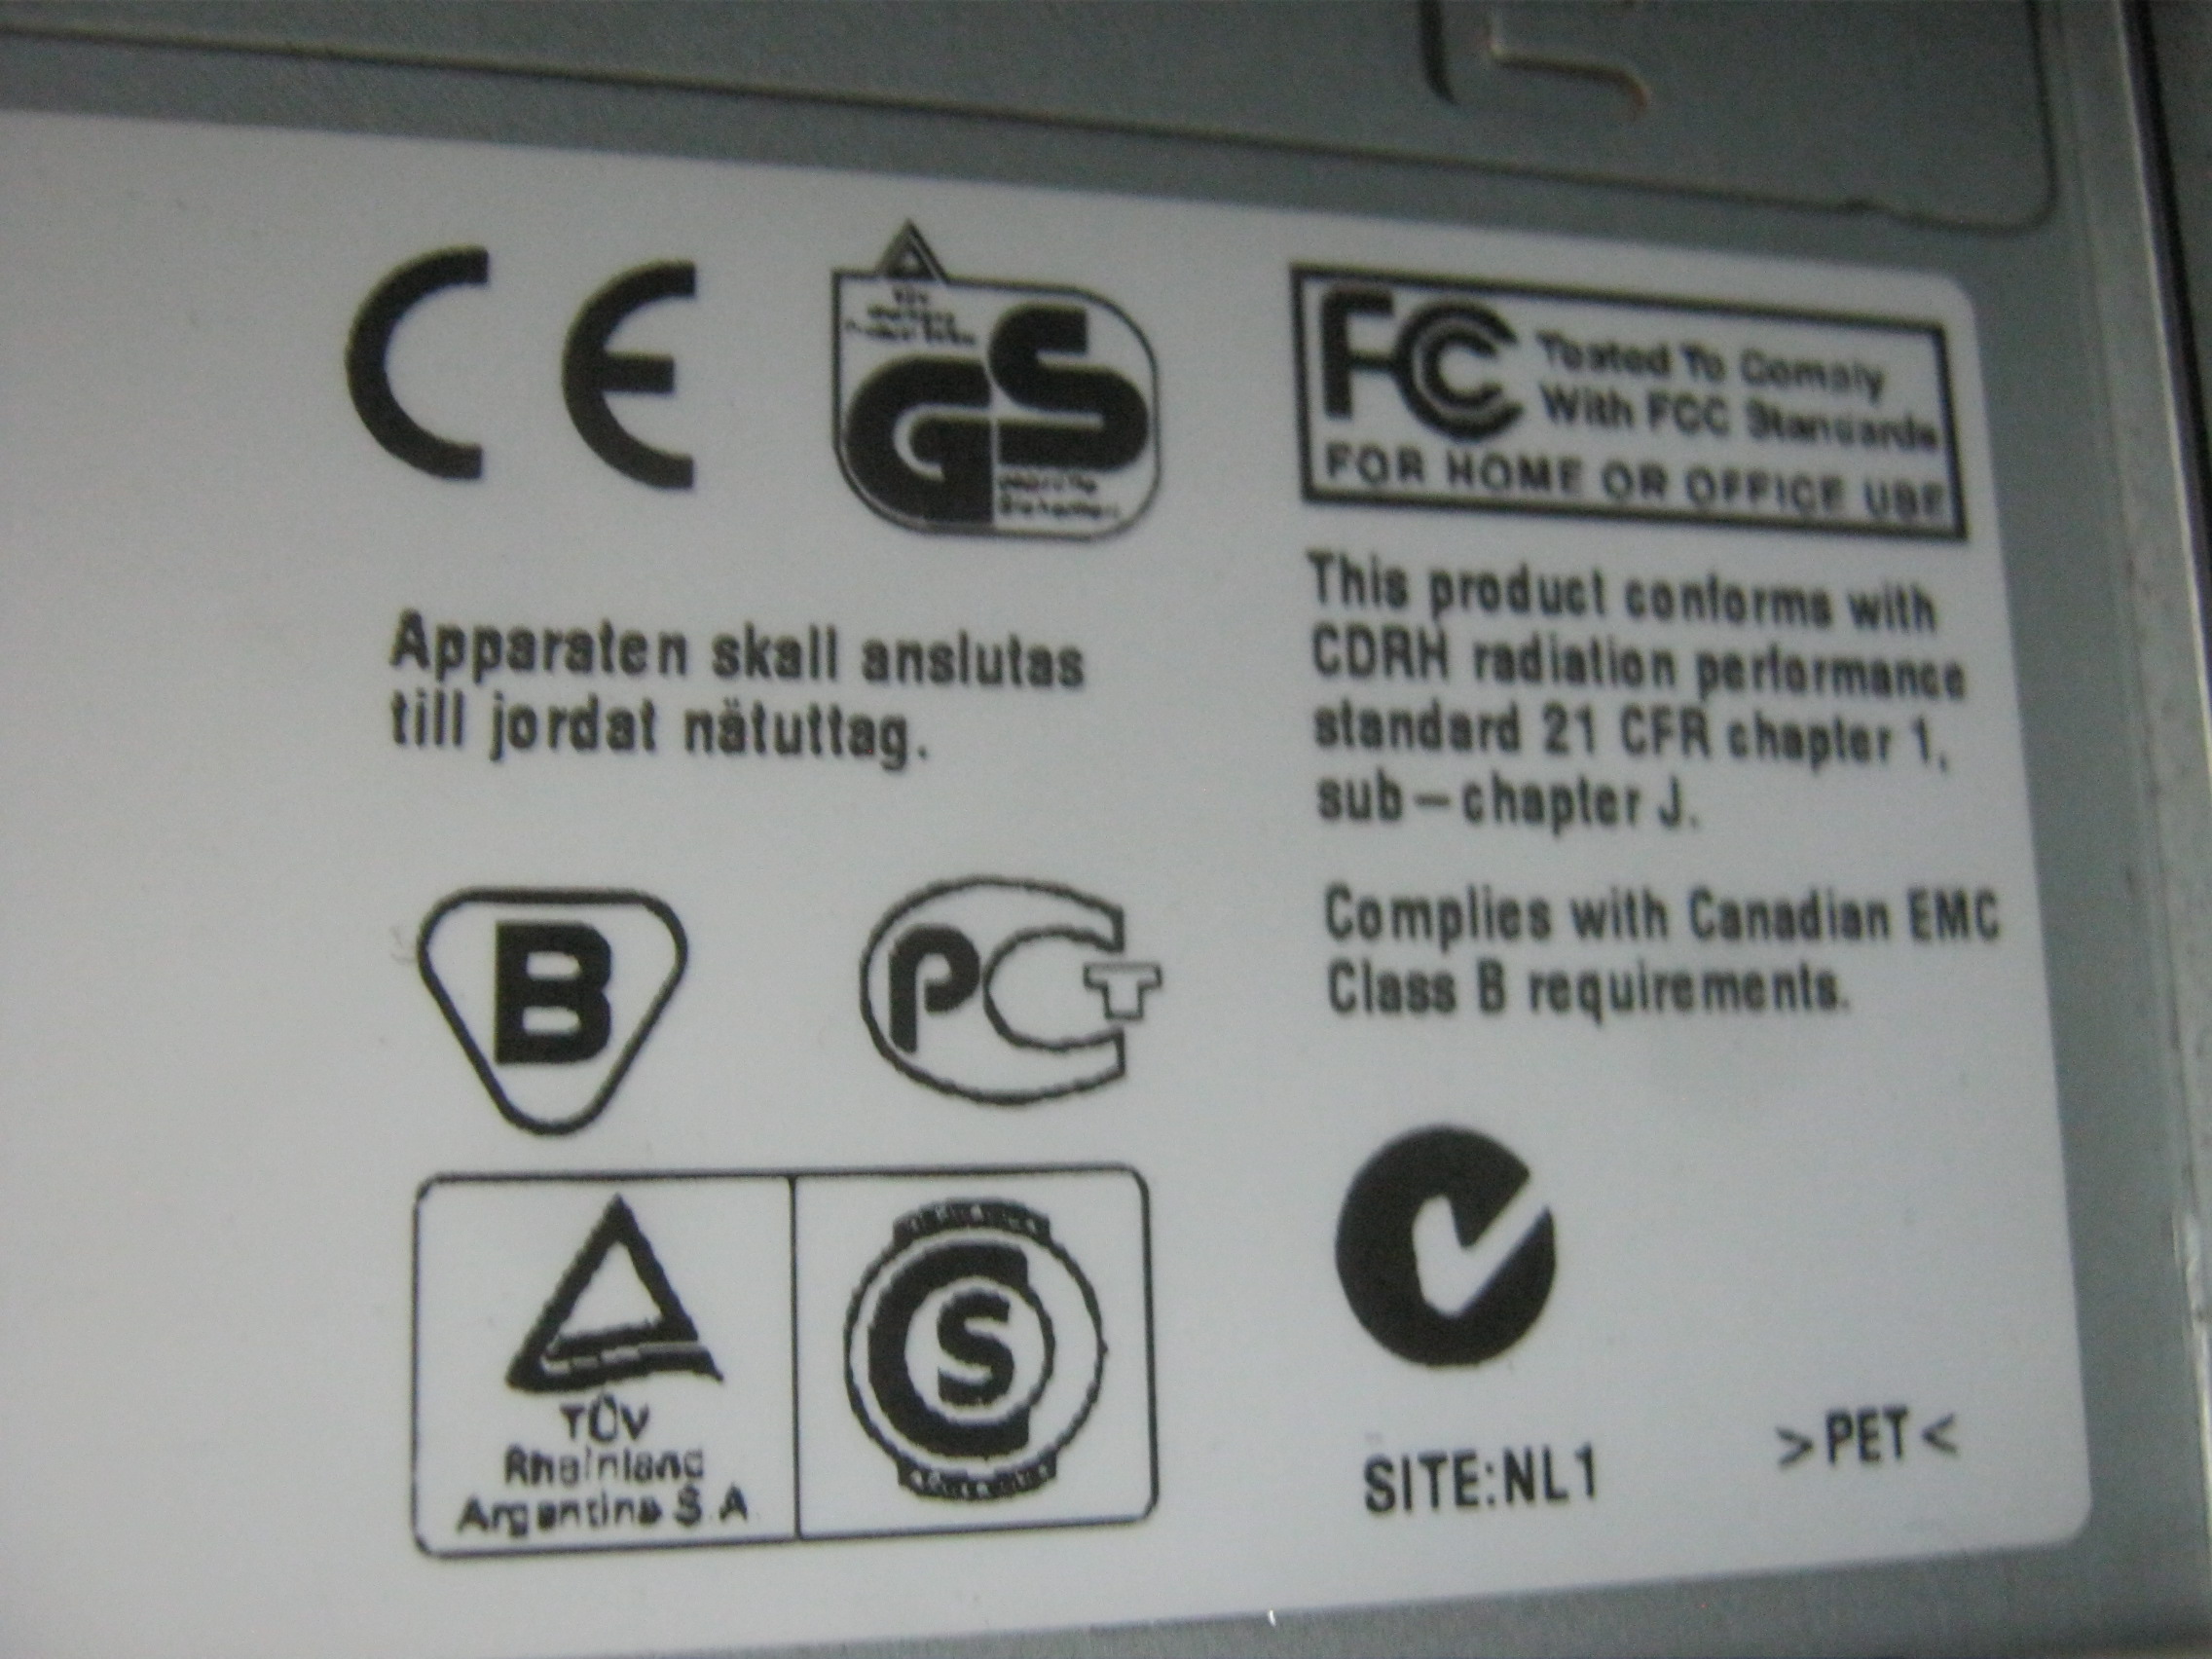 CE
GS
FC Tested To Comply
With FCC Standards
FOR HOME OR OFFICE USE
Apparaten skall anslutas
till jordat nätuttag.
This product conforms with
CDRH radiation performance
standard 21 CFR chapter 1,
sub-chapter J.
Complies with Canadian EMC
Class B requirements.
B
PCT
TÜV
Rheinland
Argentina S.A
S
SITE:NL1
>PET<